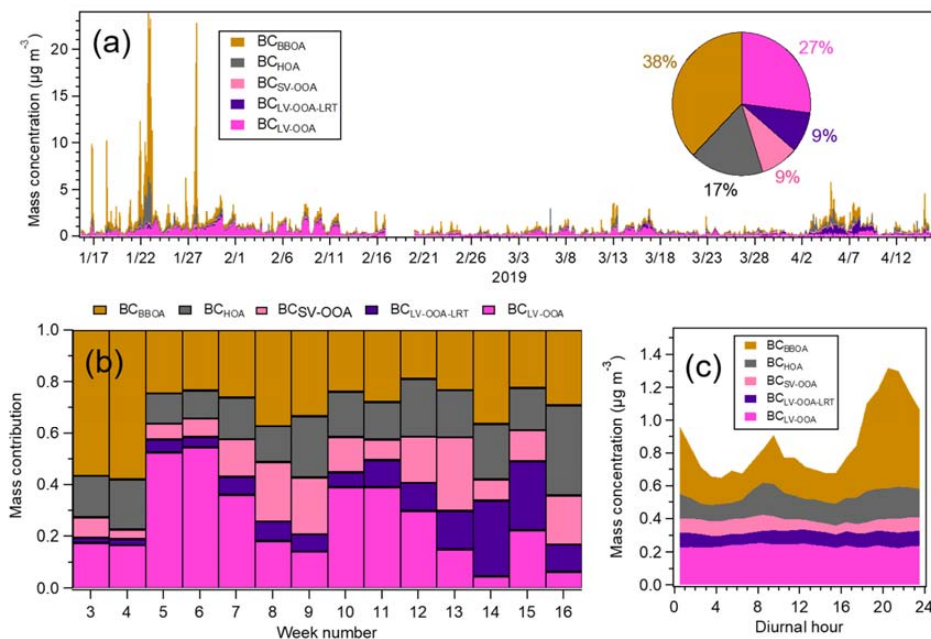 (a)
Mass concentration (µg m⁻³)
20
15
10
5
0
BC_BBOA
BC_HOA
BC_SV-OOA
BC_LV-OOA-LRT
BC_LV-OOA
38%
27%
9%
9%
17%
1/17 1/22 1/27 2/1 2/6 2/11 2/16 2/21 2/26 3/3 3/8 3/13 3/18 3/23 3/28 4/2 4/7 4/12
2019
BC_BBOA BC_HOA BC_SV-OOA BC_LV-OOA-LRT BC_LV-OOA
(b)
Mass contribution
1.0
0.8
0.6
0.4
0.2
0.0
3 4 5 6 7 8 9 10 11 12 13 14 15 16
Week number
(c)
Mass concentration (µg m⁻³)
1.4
1.2
1.0
0.8
0.6
0.4
0.2
0.0
BC_BBOA
BC_HOA
BC_SV-OOA
BC_LV-OOA-LRT
BC_LV-OOA
0 4 8 12 16 20 24
Diurnal hour